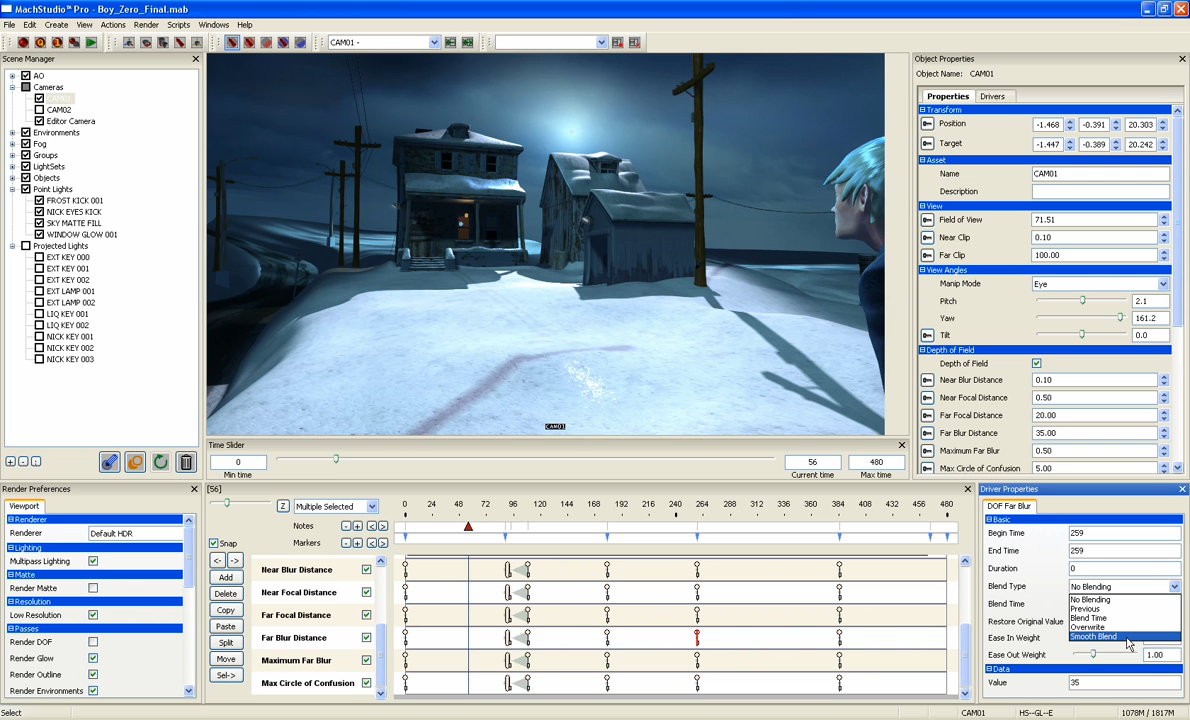 MachStudio™ Pro - Boy_Zero_Final.mab
File Edit Create View Actions Render Scripts Windows Help
CAM01 -
Scene Manager
AO
Cameras
CAM01
CAM02
Editor Camera
Environments
Fog
Groups
LightSets
Objects
Point Lights
FROST KICK 001
NICK EYES KICK
SKY MATTE FILL
WINDOW GLOW 001
Projected Lights
EXT KEY 000
EXT KEY 001
EXT KEY 002
EXT LAMP 001
EXT LAMP 002
LIQ KEY 001
LIQ KEY 002
NICK KEY 001
NICK KEY 002
NICK KEY 003
CAM01
Time Slider
0 56 480
Min time Current time Max time
Object Properties
Object Name: CAM01
Properties Drivers
Transform
Position -1.468 -0.391 20.303
Target -1.447 -0.389 20.242
Asset
Name CAM01
Description
View
Field of View 71.51
Near Clip 0.10
Far Clip 100.00
View Angles
Manip Mode Eye
Pitch 2.1
Yaw 161.2
Tilt 0.0
Depth of Field
Depth of Field
Near Blur Distance 0.10
Near Focal Distance 0.50
Far Focal Distance 20.00
Far Blur Distance 35.00
Maximum Far Blur 0.50
Max Circle of Confusion 5.00
Render Preferences
Viewport
Renderer
Renderer Default HDR
Lighting
Multipass Lighting
Matte
Render Matte
Resolution
Low Resolution
Passes
Render DOF
Render Glow
Render Outline
Render Environments
[56]
Z Multiple Selected
0 24 48 72 96 120 144 168 192 216 240 264 288 312 336 360 384 408 432 456 480
Notes - + < >
Markers - + < >
Snap
<- ->
Add
Delete
Copy
Paste
Split
Move
Sel->
Near Blur Distance
Near Focal Distance
Far Focal Distance
Far Blur Distance
Maximum Far Blur
Max Circle of Confusion
Driver Properties
DOF Far Blur
Basic
Begin Time 259
End Time 259
Duration 0
Blend Type No Blending
No Blending
Previous
Blend Time
Overwrite
Smooth Blend
Blend Time
Restore Original Value
Ease In Weight
Ease Out Weight 1.00
Data
Value 35
Select
CAM01 HS--GL--E 1078M / 1817M